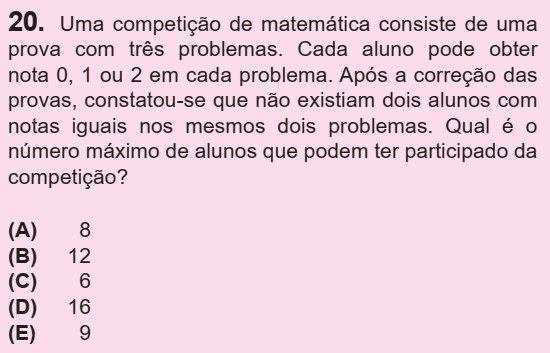 20. Uma competição de matemática consiste de uma
prova com três problemas. Cada aluno pode obter
nota 0, 1 ou 2 em cada problema. Após a correção das
provas, constatou-se que não existiam dois alunos com
notas iguais nos mesmos dois problemas. Qual é o
número máximo de alunos que podem ter participado da
competição?
(A) 8
(B) 12
(C) 6
(D) 16
(E) 9